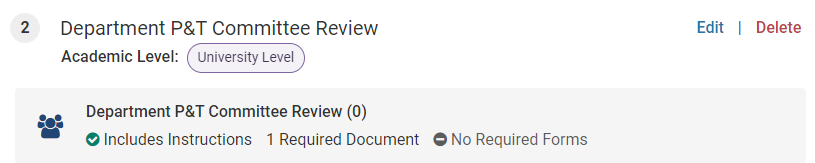 2 Department P&T Committee Review Edit | Delete
Academic Level: University Level
Department P&T Committee Review (0)
Includes Instructions 1 Required Document No Required Forms